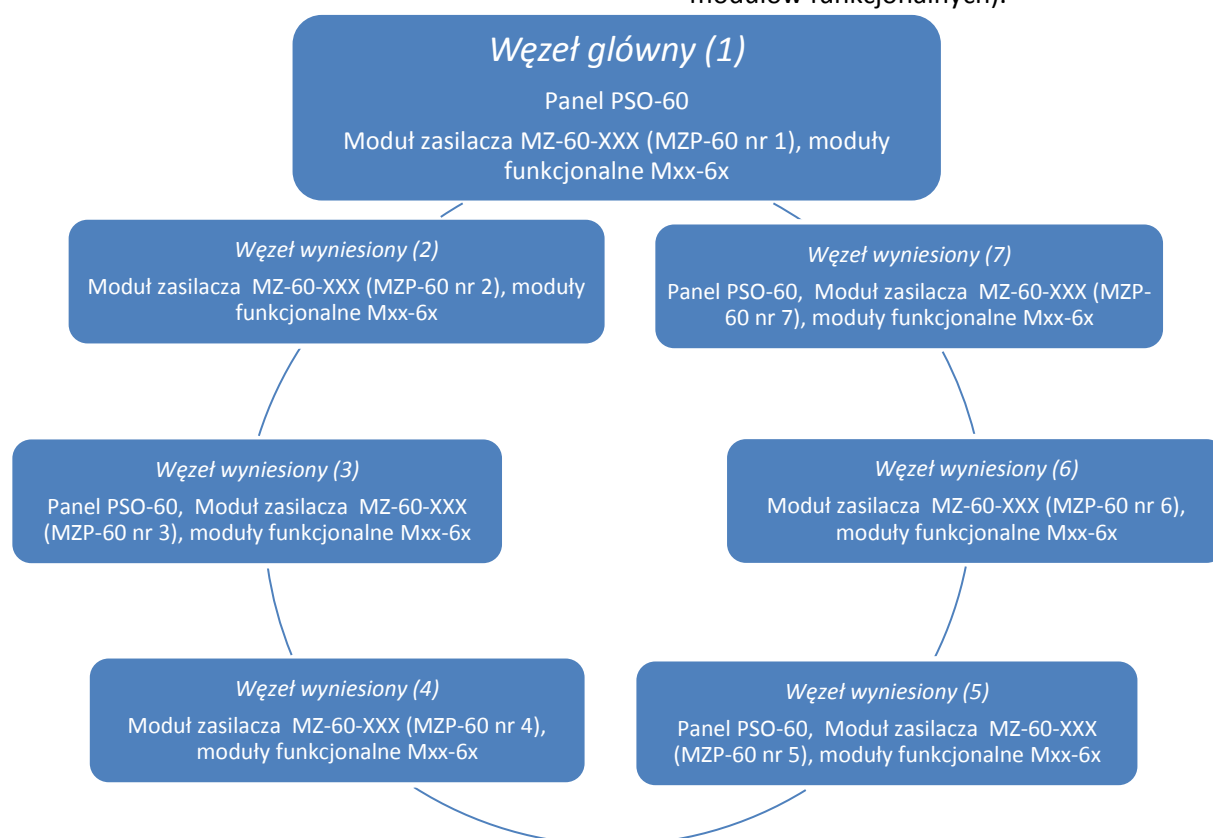 modułów funkcjonalnych).
Węzeł główny (1)
Panel PSO-60
Moduł zasilacza MZ-60-XXX (MZP-60 nr 1), moduły
funkcjonalne Mxx-6x
Węzeł wyniesiony (2)
Moduł zasilacza MZ-60-XXX (MZP-60 nr 2), moduły
funkcjonalne Mxx-6x
Węzeł wyniesiony (7)
Panel PSO-60, Moduł zasilacza MZ-60-XXX (MZP-
60 nr 7), moduły funkcjonalne Mxx-6x
Węzeł wyniesiony (3)
Panel PSO-60, Moduł zasilacza MZ-60-XXX
(MZP-60 nr 3), moduły funkcjonalne Mxx-6x
Węzeł wyniesiony (6)
Moduł zasilacza MZ-60-XXX (MZP-60 nr 6),
moduły funkcjonalne Mxx-6x
Węzeł wyniesiony (4)
Moduł zasilacza MZ-60-XXX (MZP-60 nr 4),
moduły funkcjonalne Mxx-6x
Węzeł wyniesiony (5)
Panel PSO-60, Moduł zasilacza MZ-60-XXX
(MZP-60 nr 5), moduły funkcjonalne Mxx-6x